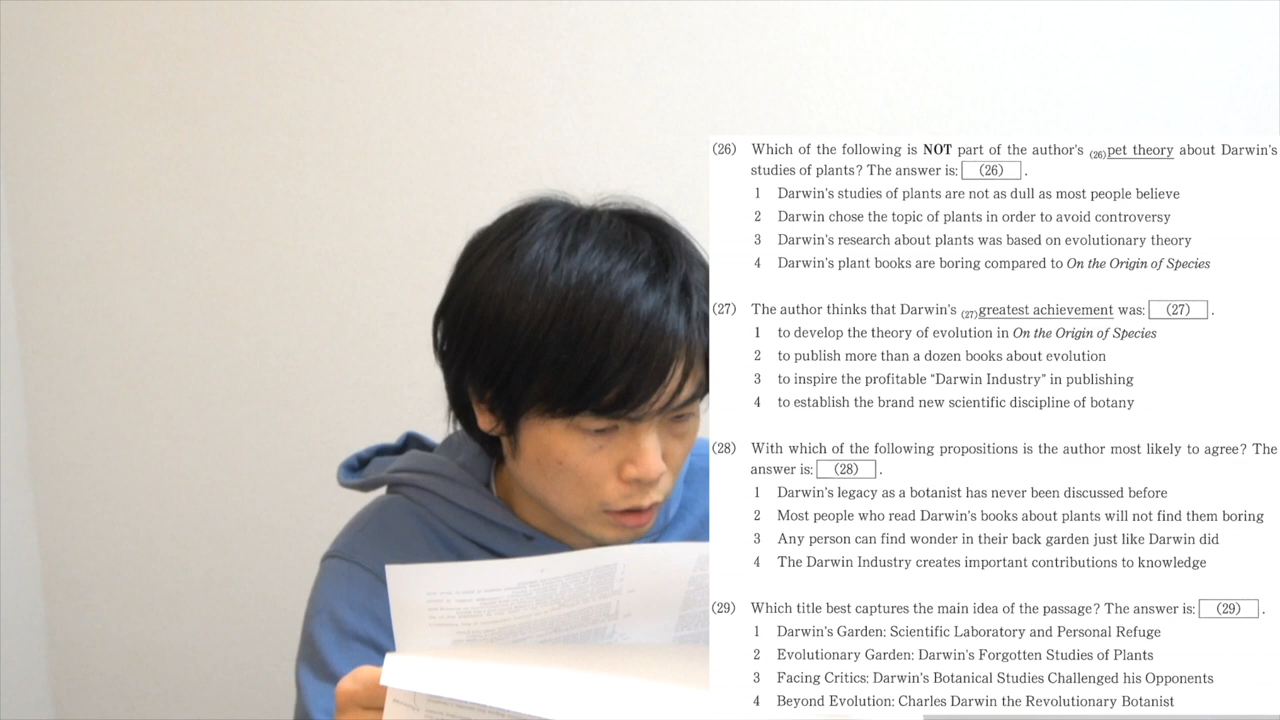 (26) Which of the following is NOT part of the author's (26)pet theory about Darwin's
studies of plants? The answer is: (26) .
1 Darwin's studies of plants are not as dull as most people believe
2 Darwin chose the topic of plants in order to avoid controversy
3 Darwin's research about plants was based on evolutionary theory
4 Darwin's plant books are boring compared to On the Origin of Species
(27) The author thinks that Darwin's (27)greatest achievement was: (27) .
1 to develop the theory of evolution in On the Origin of Species
2 to publish more than a dozen books about evolution
3 to inspire the profitable “Darwin Industry” in publishing
4 to establish the brand new scientific discipline of botany
(28) With which of the following propositions is the author most likely to agree? The
answer is: (28) .
1 Darwin's legacy as a botanist has never been discussed before
2 Most people who read Darwin's books about plants will not find them boring
3 Any person can find wonder in their back garden just like Darwin did
4 The Darwin Industry creates important contributions to knowledge
(29) Which title best captures the main idea of the passage? The answer is: (29) .
1 Darwin's Garden: Scientific Laboratory and Personal Refuge
2 Evolutionary Garden: Darwin's Forgotten Studies of Plants
3 Facing Critics: Darwin's Botanical Studies Challenged his Opponents
4 Beyond Evolution: Charles Darwin the Revolutionary Botanist